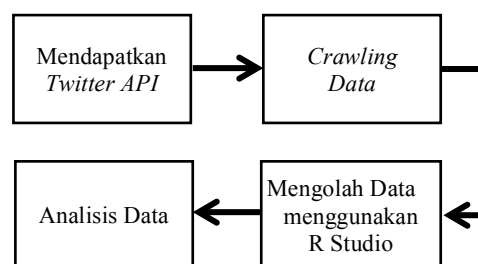 Mendapatkan
Twitter API
Crawling
Data
Mengolah Data
menggunakan
R Studio
Analisis Data